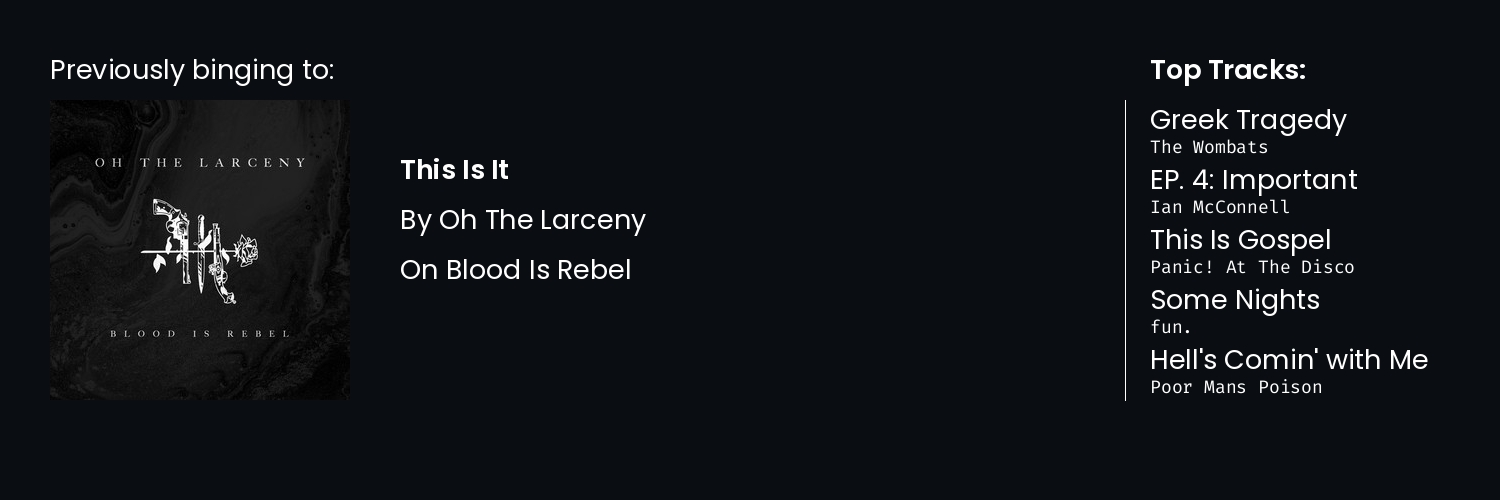 Previously binging to:
OH THE LARCENY
BLOOD IS REBEL
This Is It
By Oh The Larceny
On Blood Is Rebel
Top Tracks:
Greek Tragedy
The Wombats
EP. 4: Important
Ian McConnell
This Is Gospel
Panic! At The Disco
Some Nights
fun.
Hell's Comin' with Me
Poor Mans Poison